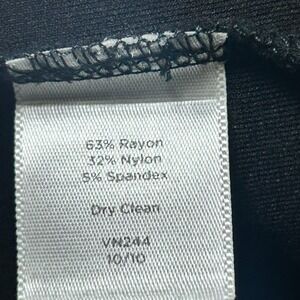 63% Rayon
32% Nylon
5% Spandex
Dry Clean
VN244
10/10